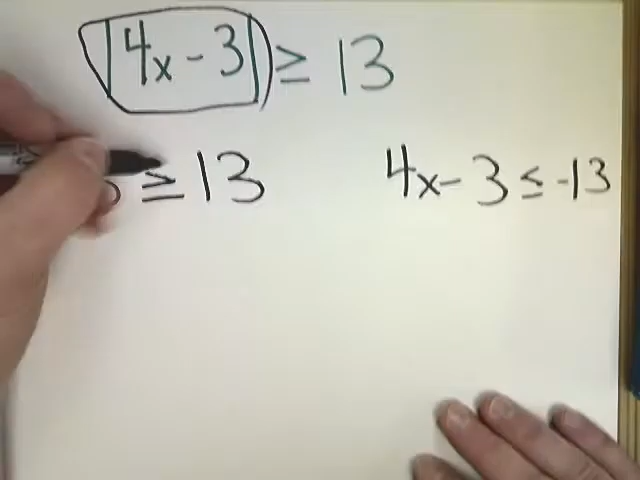 |4x - 3| ≥ 13
≥ 13 4x - 3 ≤ -13